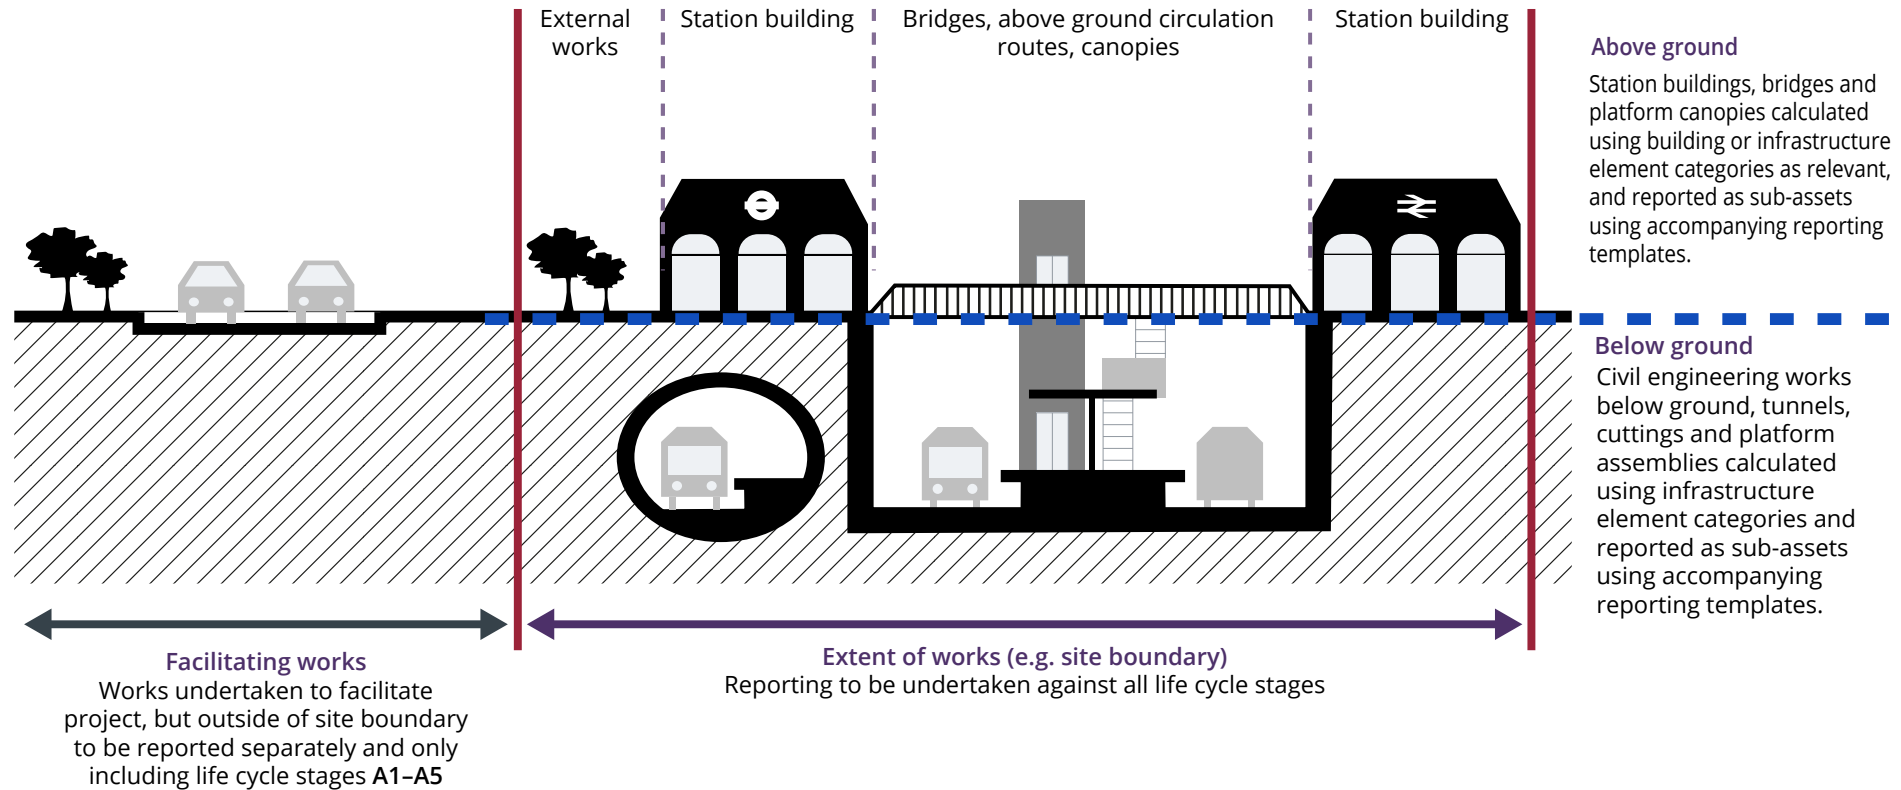 External
works
Station building
Bridges, above ground circulation
routes, canopies
Station building
Above ground
Station buildings, bridges and
platform canopies calculated
using building or infrastructure
element categories as relevant,
and reported as sub-assets
using accompanying reporting
templates.
Below ground
Civil engineering works
below ground, tunnels,
cuttings and platform
assemblies calculated
using infrastructure
element categories and
reported as sub-assets
using accompanying
reporting templates.
Facilitating works
Works undertaken to facilitate
project, but outside of site boundary
to be reported separately and only
including life cycle stages A1–A5
Extent of works (e.g. site boundary)
Reporting to be undertaken against all life cycle stages